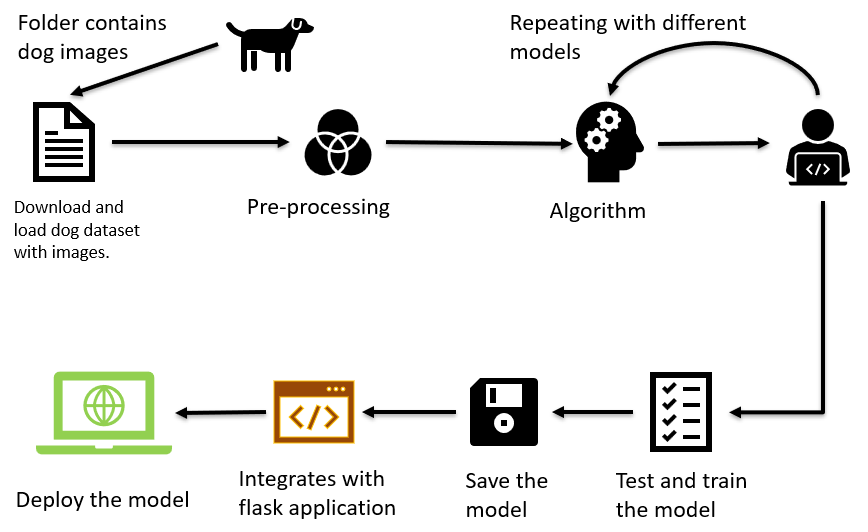 Folder contains
dog images
Repeating with different
models
</>
Download and
load dog dataset
with images.
Pre-processing
Algorithm
</>
Deploy the model
Integrates with
flask application
Save the
model
Test and train
the model